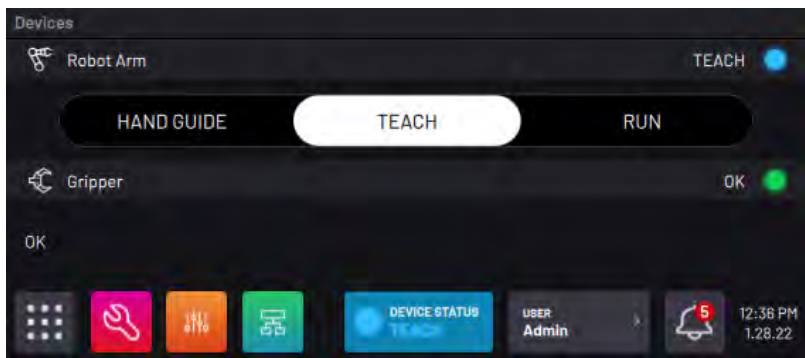 Devices
Robot Arm TEACH
HAND GUIDE TEACH RUN
Gripper OK
OK
DEVICE STATUS
TEACH
USER
Admin
5
12:36 PM
1.28.22